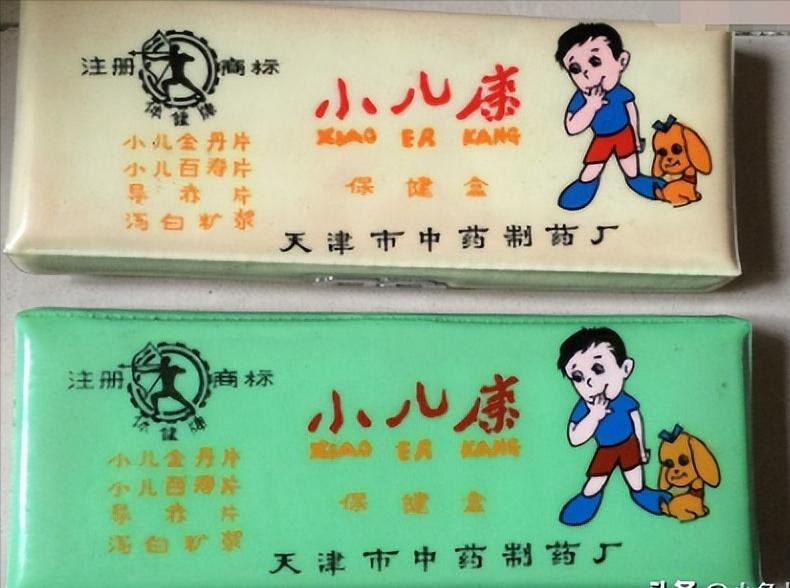 注册 商标
保健牌
小儿康
XIAO ER KANG
保健盒
小儿金丹片
小儿百寿片
导赤片
泻白糖浆
天津市中药制药厂
注册 商标
保健牌
小儿康
XIAO ER KANG
保健盒
小儿金丹片
小儿百寿片
导赤片
泻白糖浆
天津市中药制药厂